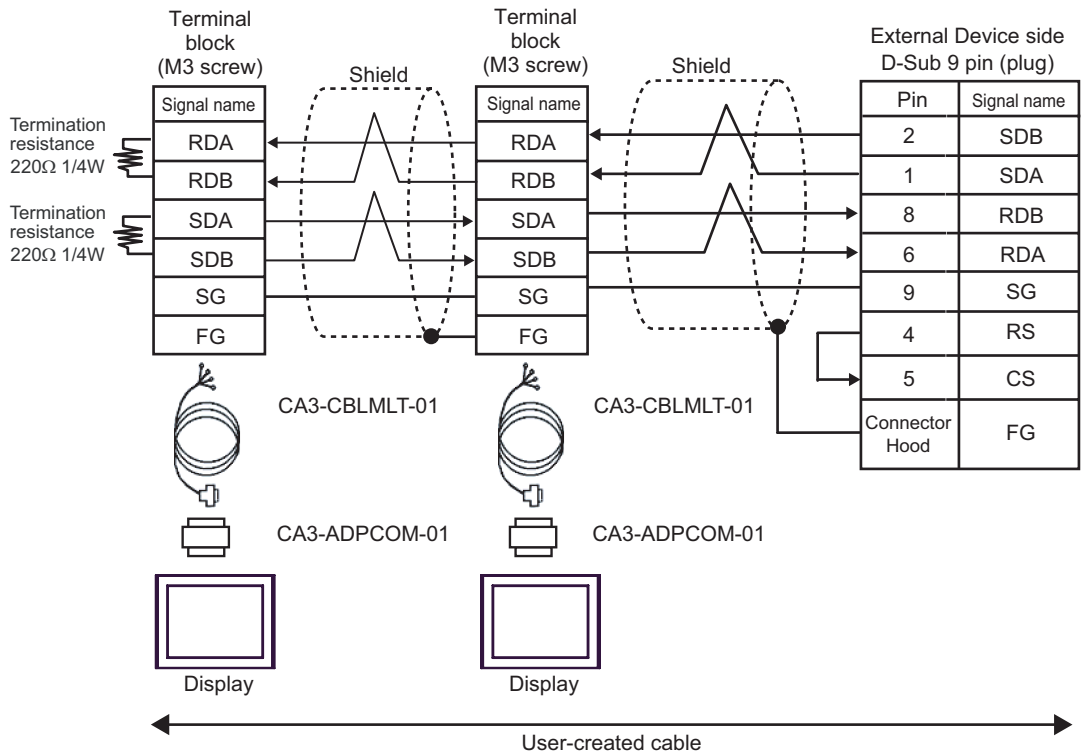 Terminal
block
(M3 screw)
Terminal
block
(M3 screw)
External Device side
D-Sub 9 pin (plug)
Shield
Shield
Termination
resistance
220Ω 1/4W
Termination
resistance
220Ω 1/4W
Signal name
RDA
RDB
SDA
SDB
SG
FG
Signal name
RDA
RDB
SDA
SDB
SG
FG
Pin Signal name
2 SDB
1 SDA
8 RDB
6 RDA
9 SG
4 RS
5 CS
Connector
Hood FG
CA3-CBLMLT-01
CA3-CBLMLT-01
CA3-ADPCOM-01
CA3-ADPCOM-01
Display
Display
User-created cable